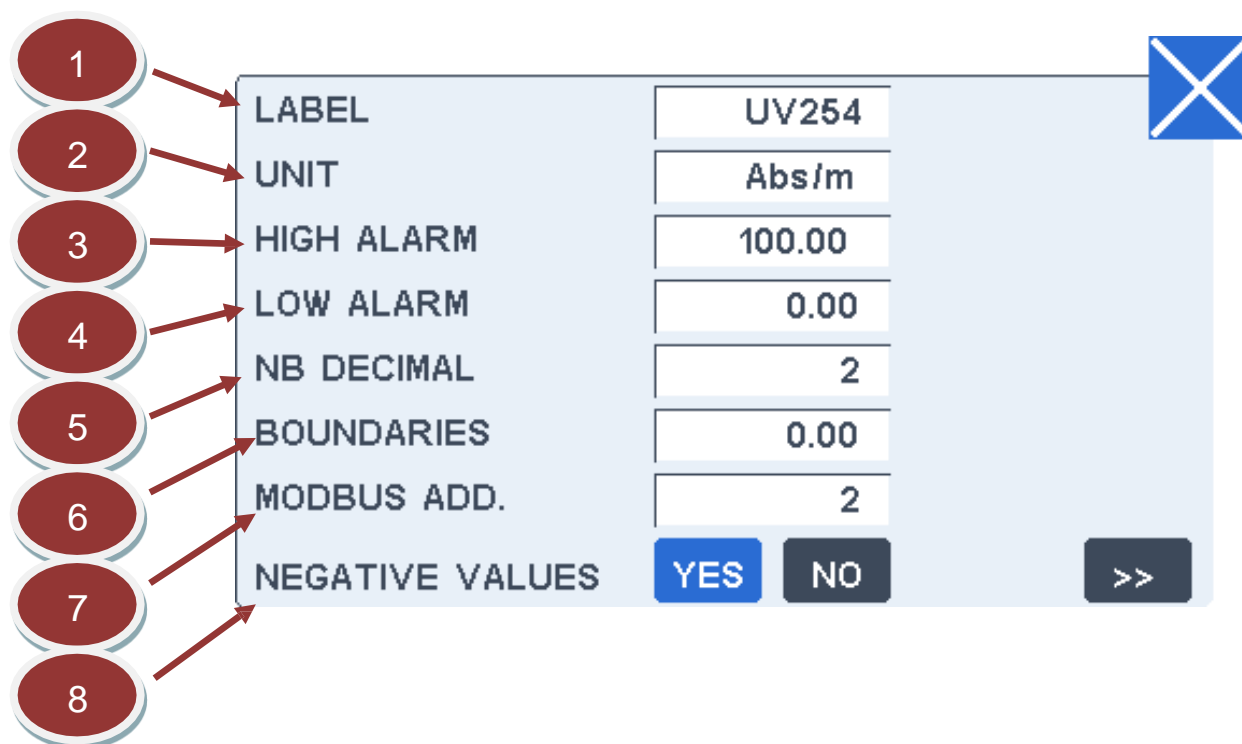 1
LABEL UV254
2
UNIT Abs/m
3
HIGH ALARM 100.00
4
LOW ALARM 0.00
5
NB DECIMAL 2
6
BOUNDARIES 0.00
7
MODBUS ADD. 2
8
NEGATIVE VALUES YES NO >>